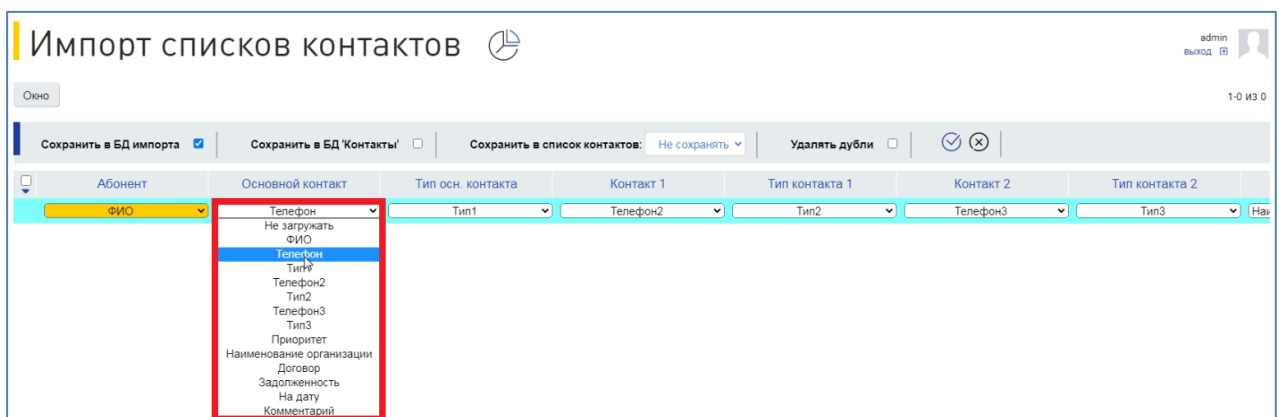 Импорт списков контактов
admin
выход
Окно
1-0 из 0
Сохранить в БД импорта
Сохранить в БД 'Контакты'
Сохранить в список контактов: Не сохранять
Удалять дубли
Абонент Основной контакт Тип осн. контакта Контакт 1 Тип контакта 1 Контакт 2 Тип контакта 2
ФИО Телефон Тип1 Телефон2 Тип2 Телефон3 Тип3
Не загружать
ФИО
Телефон
Тип1
Телефон2
Тип2
Телефон3
Тип3
Приоритет
Наименование организации
Договор
Задолженность
На дату
Комментарий